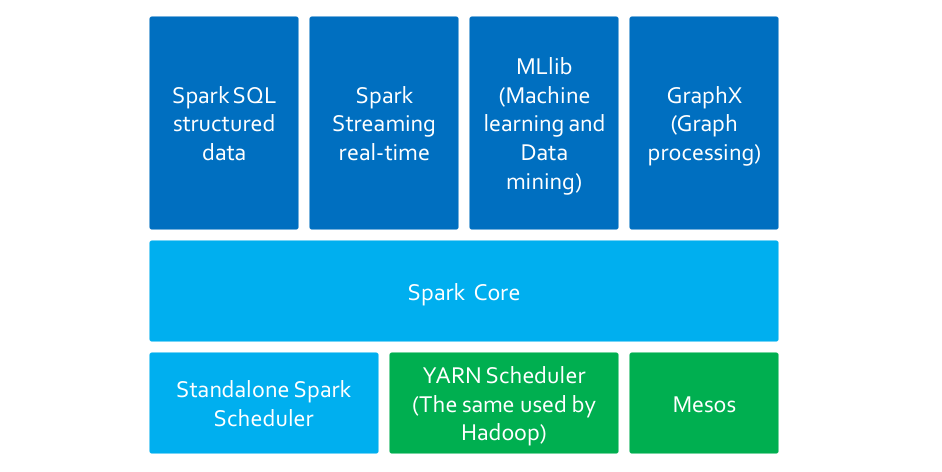 Spark SQL
structured
data
Spark
Streaming
real-time
MLlib
(Machine
learning and
Data
mining)
GraphX
(Graph
processing)
Spark Core
Standalone Spark
Scheduler
YARN Scheduler
(The same used by
Hadoop)
Mesos